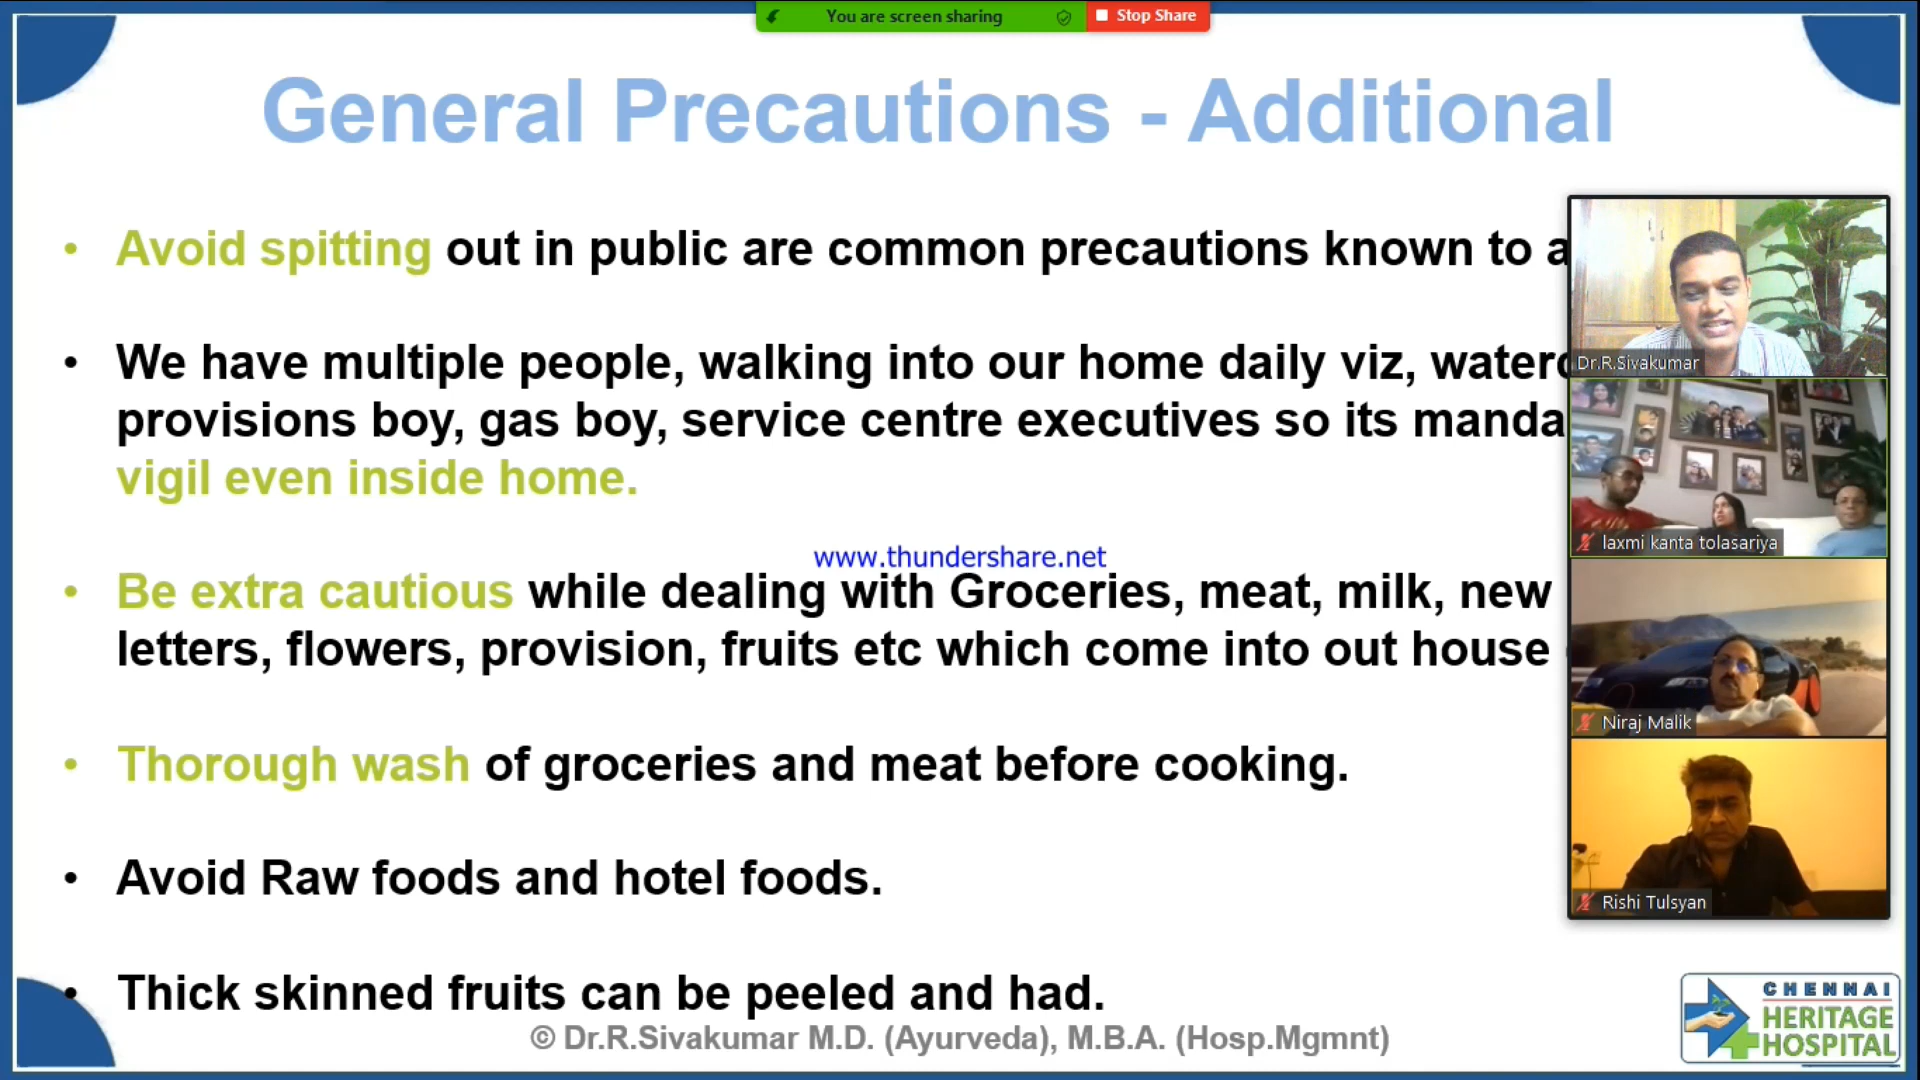 You are screen sharing
Stop Share
General Precautions - Additional
• Avoid spitting out in public are common precautions known to
• We have multiple people, walking into our home daily viz,
provisions boy, gas boy, service centre executives so its
vigil even inside home.
www.thundershare.net
• Be extra cautious while dealing with Groceries, meat, milk, new
letters, flowers, provision, fruits etc which come into out house
• Thorough wash of groceries and meat before cooking.
• Avoid Raw foods and hotel foods.
• Thick skinned fruits can be peeled and had.
© Dr.R.Sivakumar M.D. (Ayurveda), M.B.A. (Hosp.Mgmnt)
Dr.R.Sivakumar
laxmi kanta tolasariya
Niraj Malik
Rishi Tulsyan
CHENNAI
HERITAGE
HOSPITAL